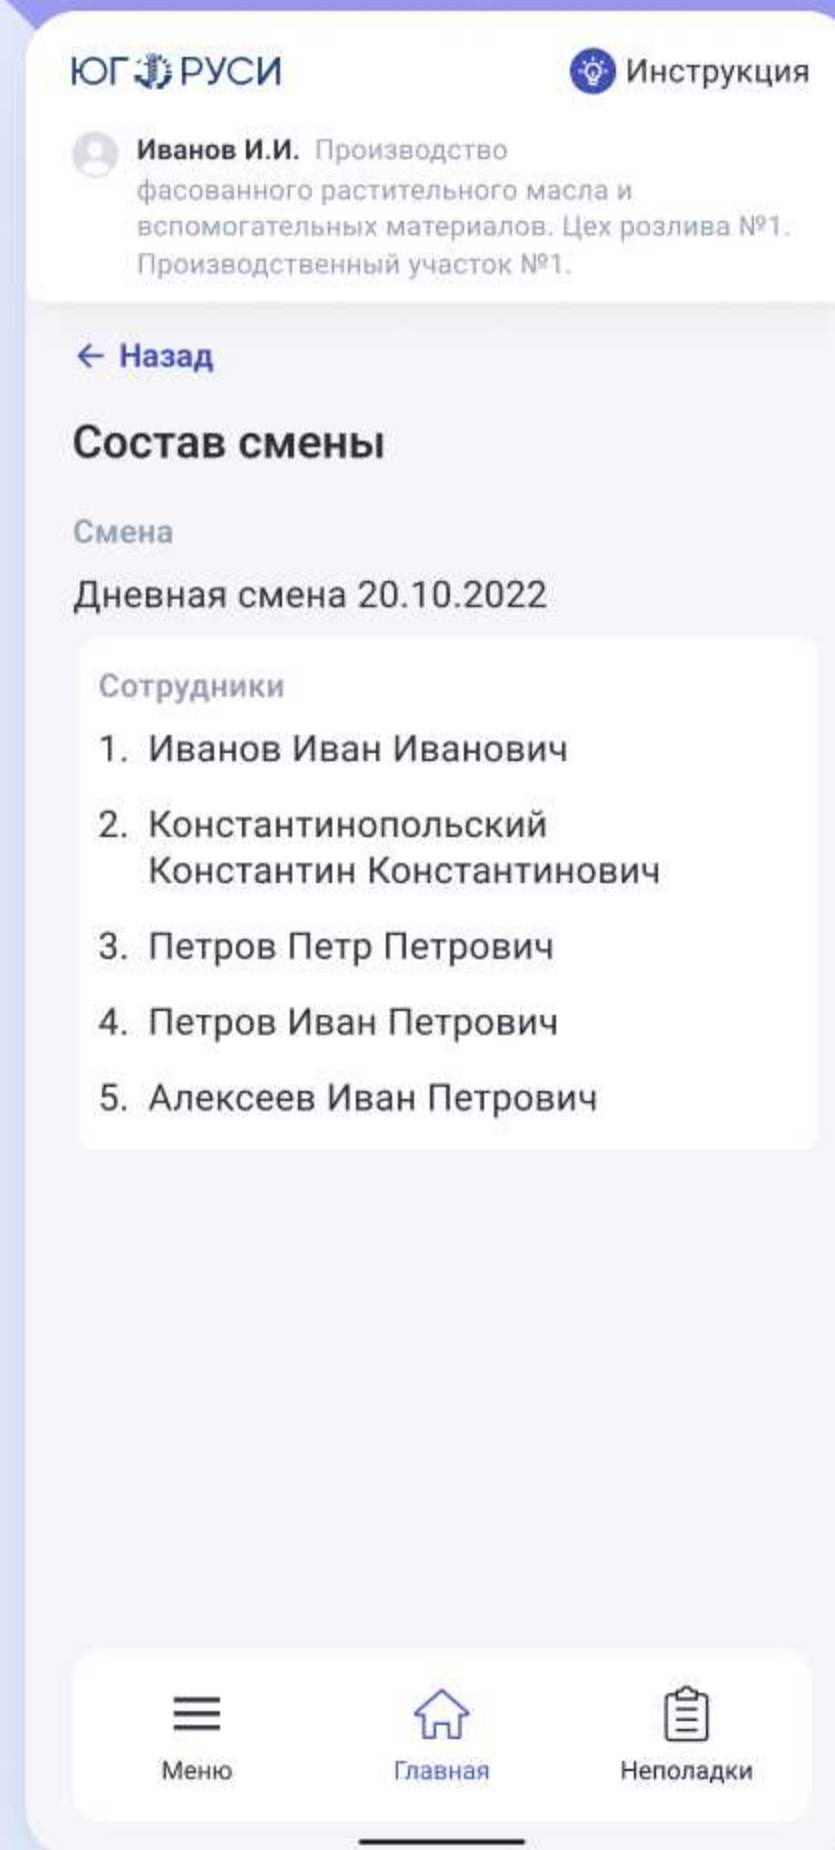 ЮГ РУСИ
Инструкция
Иванов И.И. Производство
фасованного растительного масла и
вспомогательных материалов. Цех розлива №1.
Производственный участок №1.
← Назад
Состав смены
Смена
Дневная смена 20.10.2022
Сотрудники
1. Иванов Иван Иванович
2. Константинопольский
Константин Константинович
3. Петров Петр Петрович
4. Петров Иван Петрович
5. Алексеев Иван Петрович
Меню
Главная
Неполадки